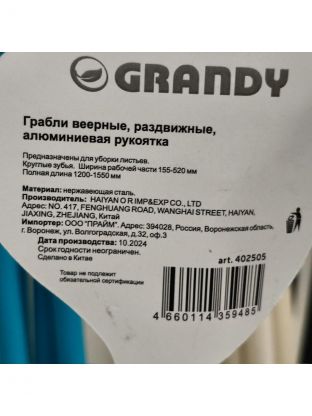 GRANDY
Грабли веерные, раздвижные,
алюминиевая рукоятка
Предназначены для уборки листьев.
Круглые зубья. Ширина рабочей части 155-520 мм
Полная длина 1200-1550 мм
Материал: нержавеющая сталь.
Изготовитель: HAIYAN O R IMP&EXP CO., LTD
Адрес: NO. 417, FENGHUANG ROAD, WANGHAI STREET, HAIYAN,
JIAXING, ZHEJIANG, Китай
Импортер: ООО "ПРАЙМ". Адрес: 394028, Россия, Воронежская область,
г. Воронеж, ул. Волгоградская, д.32, оф.3
Дата производства: 10.2024
Срок годности неограничен.
Сделано в Китае
art. 402505
Товар не подлежит
обязательной сертификации
4 660114 359485